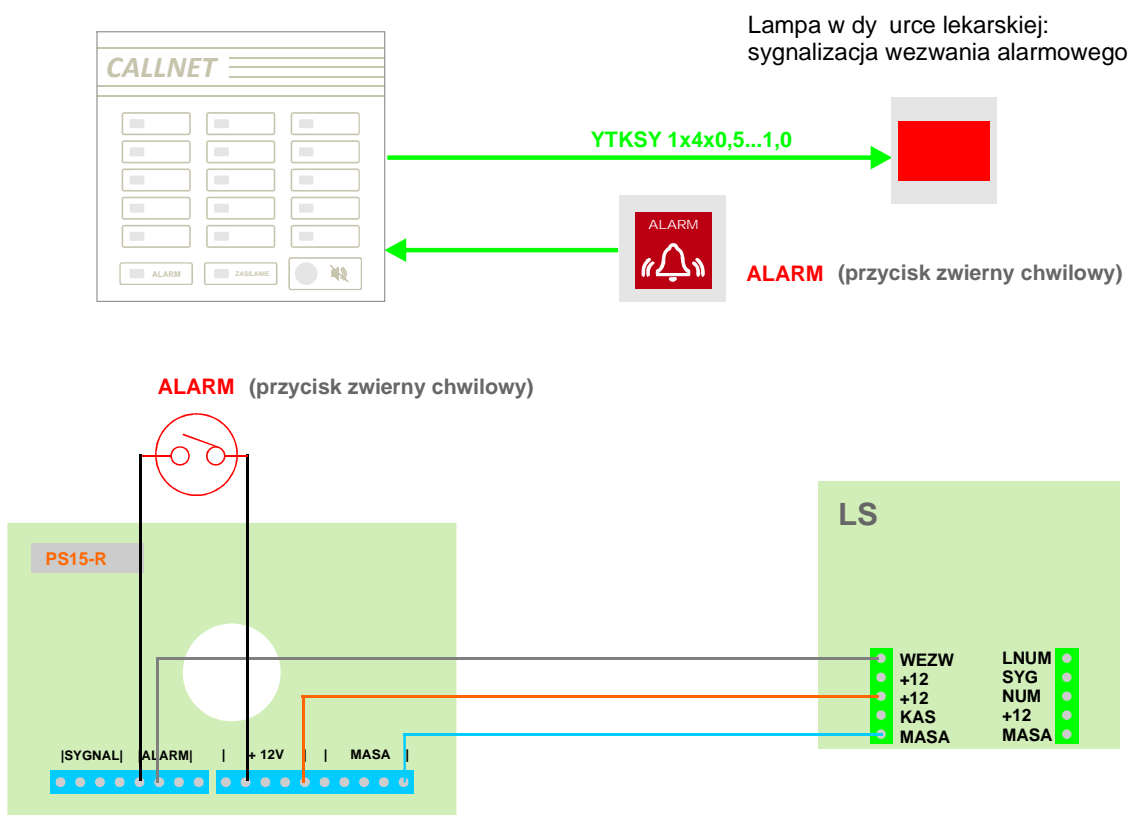 Lampa w dy urce lekarskiej:
sygnalizacja wezwania alarmowego
CALLNET
YTKSY 1x4x0,5...1,0
ALARM
ALARM
ZASILANIE
ALARM (przycisk zwierny chwilowy)
ALARM (przycisk zwierny chwilowy)
LS
PS15-R
WEZW
+12
+12
KAS
MASA
LNUM
SYG
NUM
+12
MASA
|SYGNAL| |ALARM| | + 12V | | MASA |